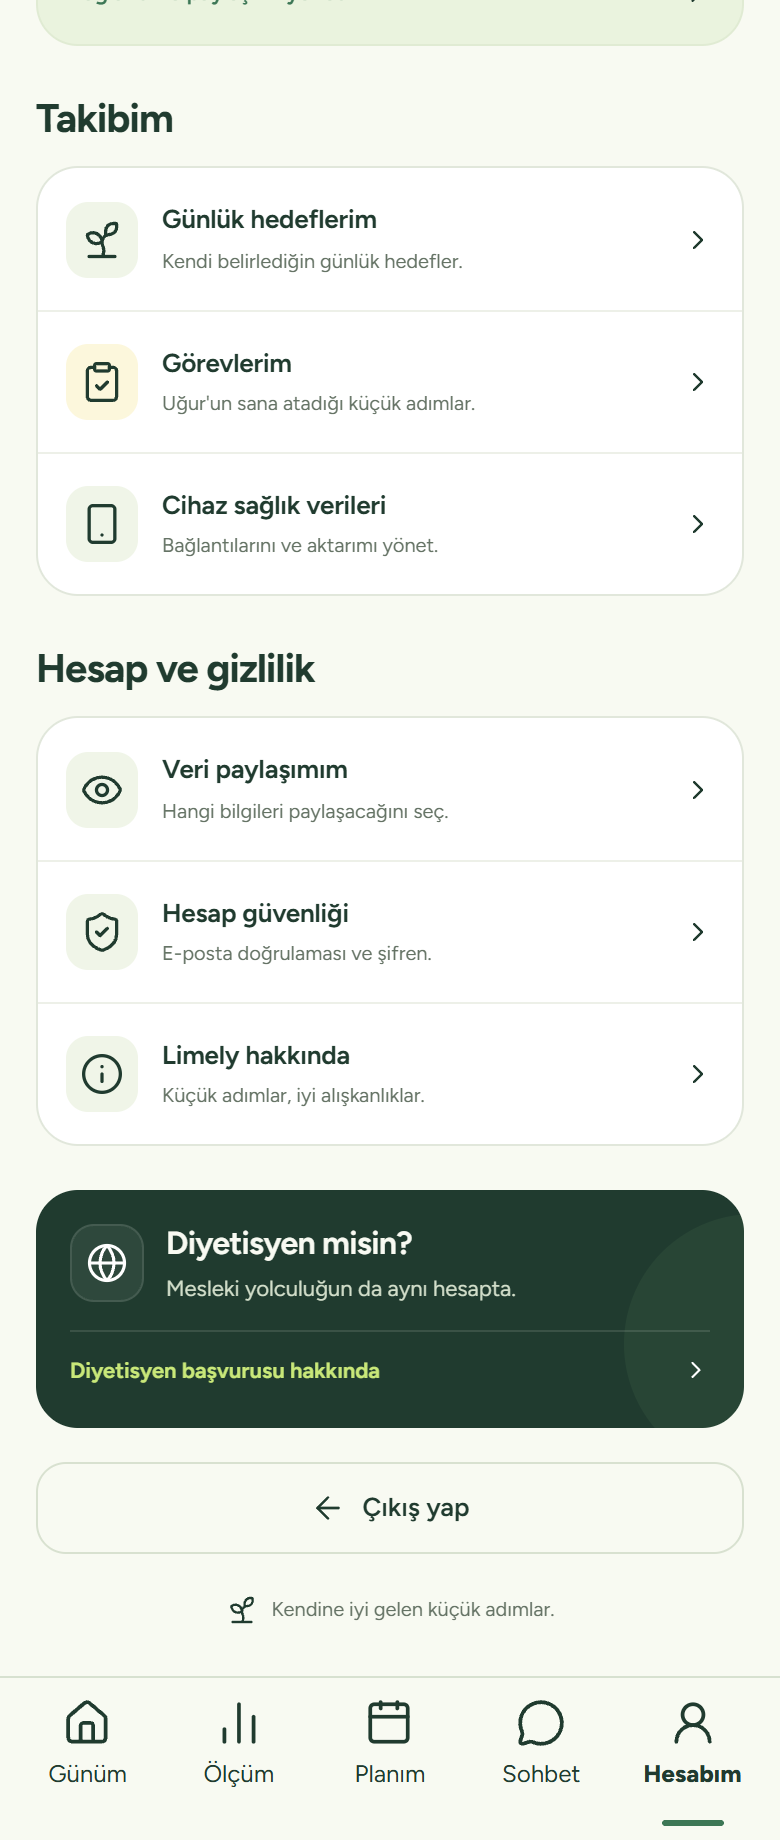 Takibim
Günlük hedeflerim
Kendi belirlediğin günlük hedefler.
Görevlerim
Uğur'un sana atadığı küçük adımlar.
Cihaz sağlık verileri
Bağlantılarını ve aktarımı yönet.
Hesap ve gizlilik
Veri paylaşımım
Hangi bilgileri paylaşacağını seç.
Hesap güvenliği
E-posta doğrulaması ve şifren.
Limely hakkında
Küçük adımlar, iyi alışkanlıklar.
Diyetisyen misin?
Mesleki yolculuğun da aynı hesapta.
Diyetisyen başvurusu hakkında
Çıkış yap
Kendine iyi gelen küçük adımlar.
Günüm
Ölçüm
Planım
Sohbet
Hesabım